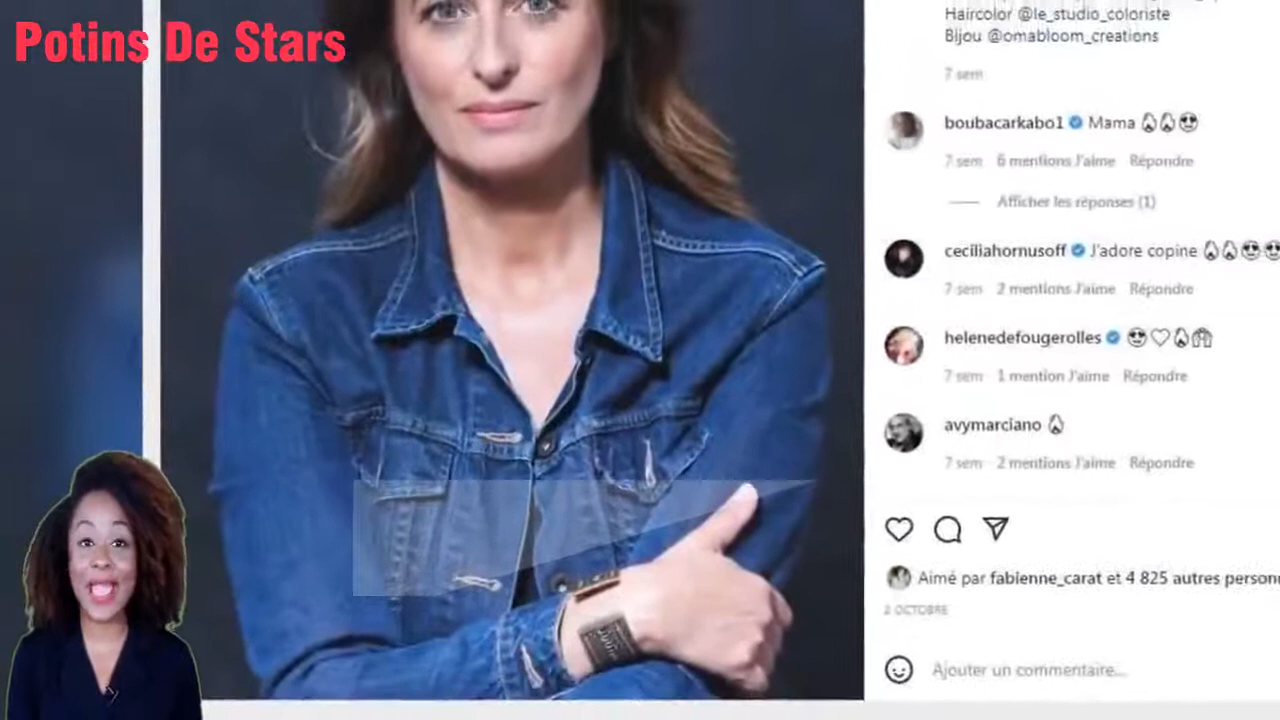 Potins De Stars
Haircolor @le_studio_coloriste
Bijou @omabloom_creations
7 sem
boubacarkabo1 Mama
7 sem 6 mentions J'aime Répondre
Afficher les réponses (1)
ceciliahornusoff J'adore copine
7 sem 2 mentions J'aime Répondre
helenedefougerolles
7 sem 1 mention J'aime Répondre
avymarciano
7 sem 2 mentions J'aime Répondre
Aimé par fabienne_carat et 4 825 autres person
2 OCTOBRE
Ajouter un commentaire...